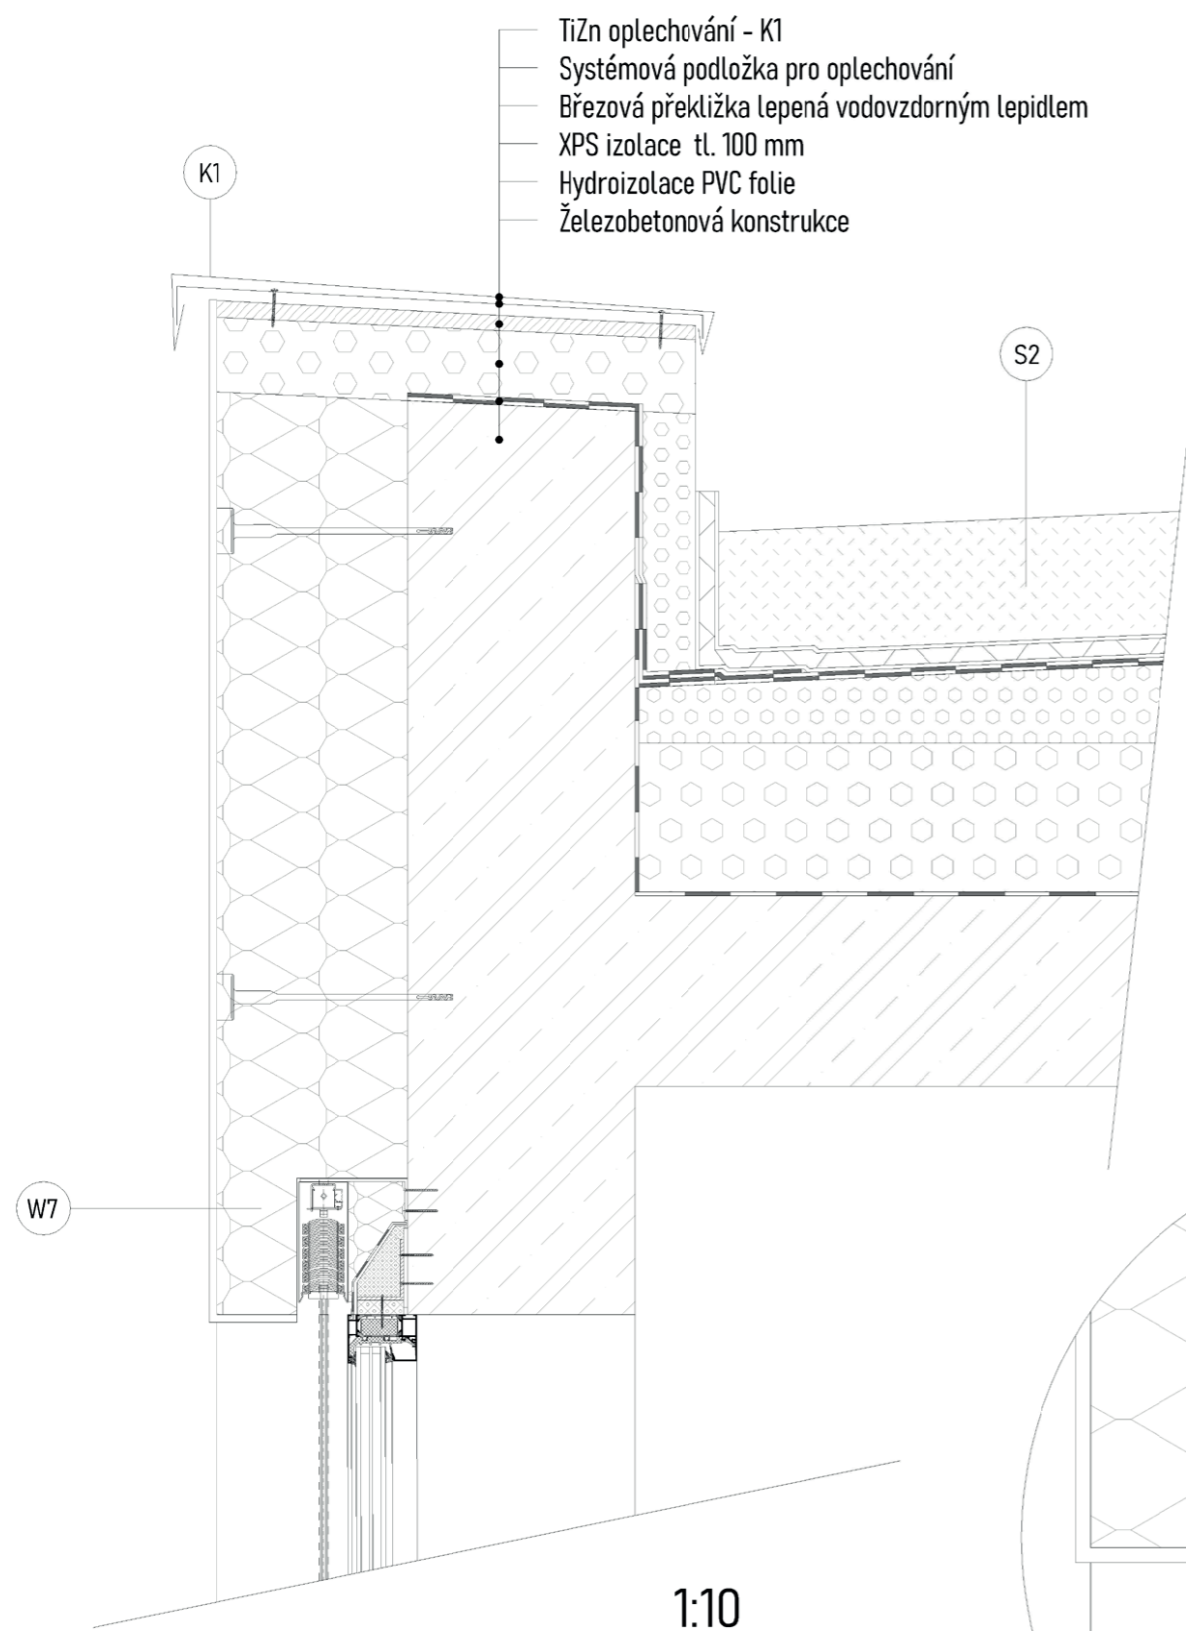 TiZn oplechování - K1
Systémová podložka pro oplechování
Březová překližka lepená vodovzdorným lepidlem
XPS izolace tl. 100 mm
Hydroizolace PVC folie
Železobetonová konstrukce
K1
S2
W7
1:10